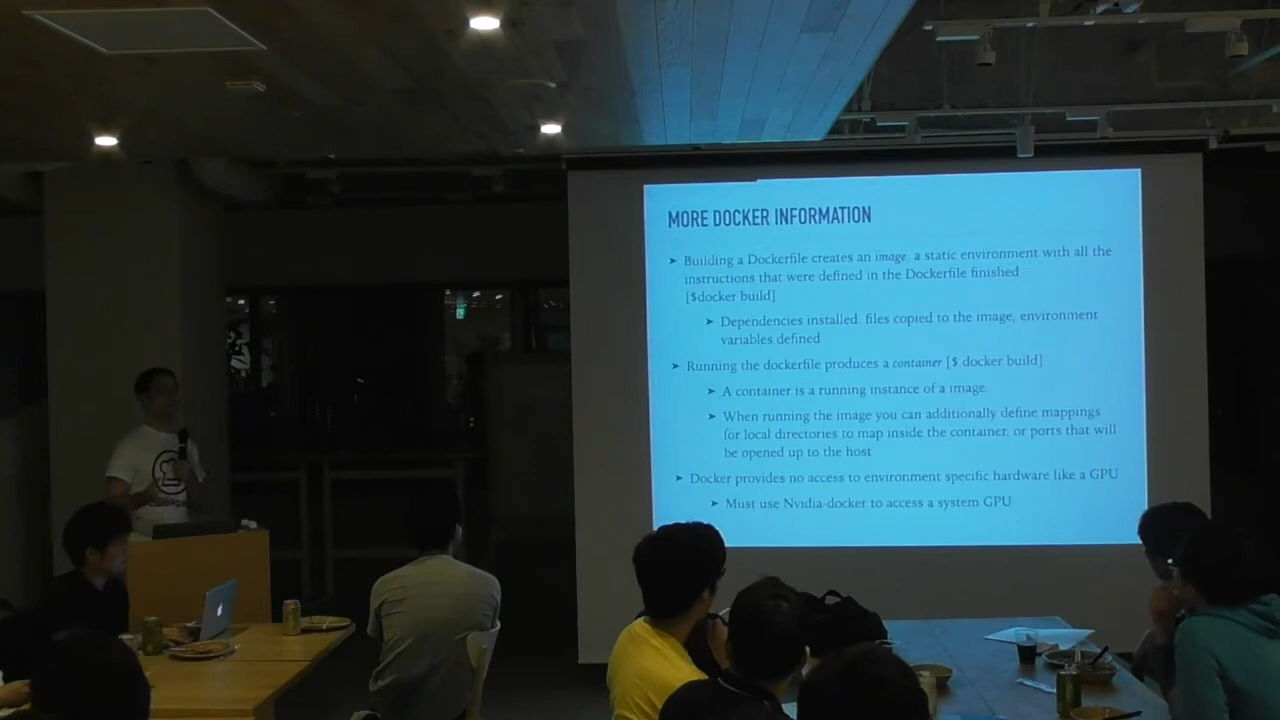 MORE DOCKER INFORMATION
➤ Building a Dockerfile creates an image, a static environment with all the
instructions that were defined in the Dockerfile finished
[$docker build]
➤ Dependencies installed, files copied to the image, environment
variables defined
➤ Running the dockerfile produces a container [$ docker build]
➤ A container is a running instance of a image.
➤ When running the image you can additionally define mappings
for local directories to map inside the container, or ports that will
be opened up to the host
➤ Docker provides no access to environment specific hardware like a GPU
➤ Must use Nvidia-docker to access a system GPU